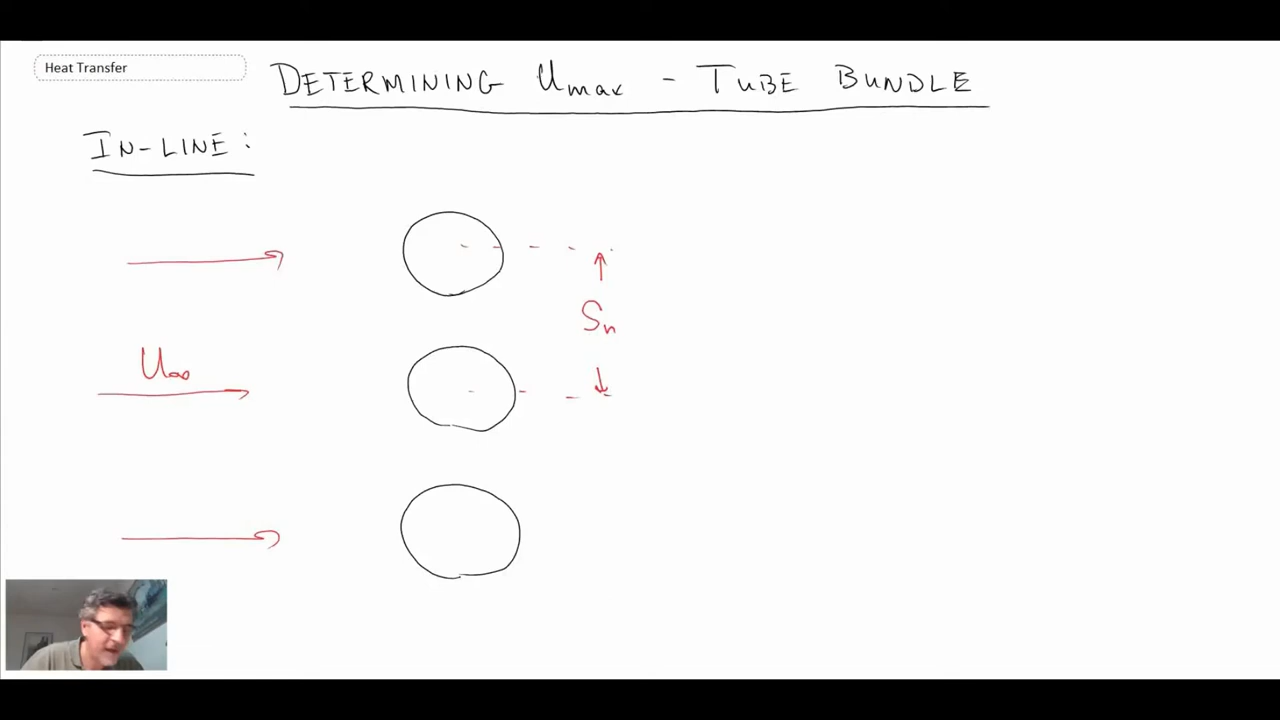 Heat Transfer
DETERMINING Umax - TUBE BUNDLE
IN-LINE:
Sn
U∞